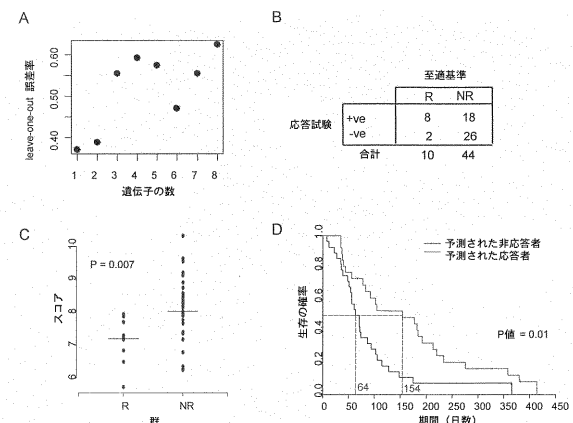 A
leave-one-out 誤差率
0.60
0.50
0.40
1 2 3 4 5 6 7 8
遺伝子の数
B
至適基準
R NR
応答試験 +ve 8 18
-ve 2 26
合計 10 44
C
スコア
10
9
8
7
6
P = 0.007
R NR
群
D
生存の確率
1.0
0.8
0.6
0.4
0.2
0.0
予測された非応答者
予測された応答者
P値 = 0.01
64 154
0 50 100 150 200 250 300 350 400 450
期間 (日数)